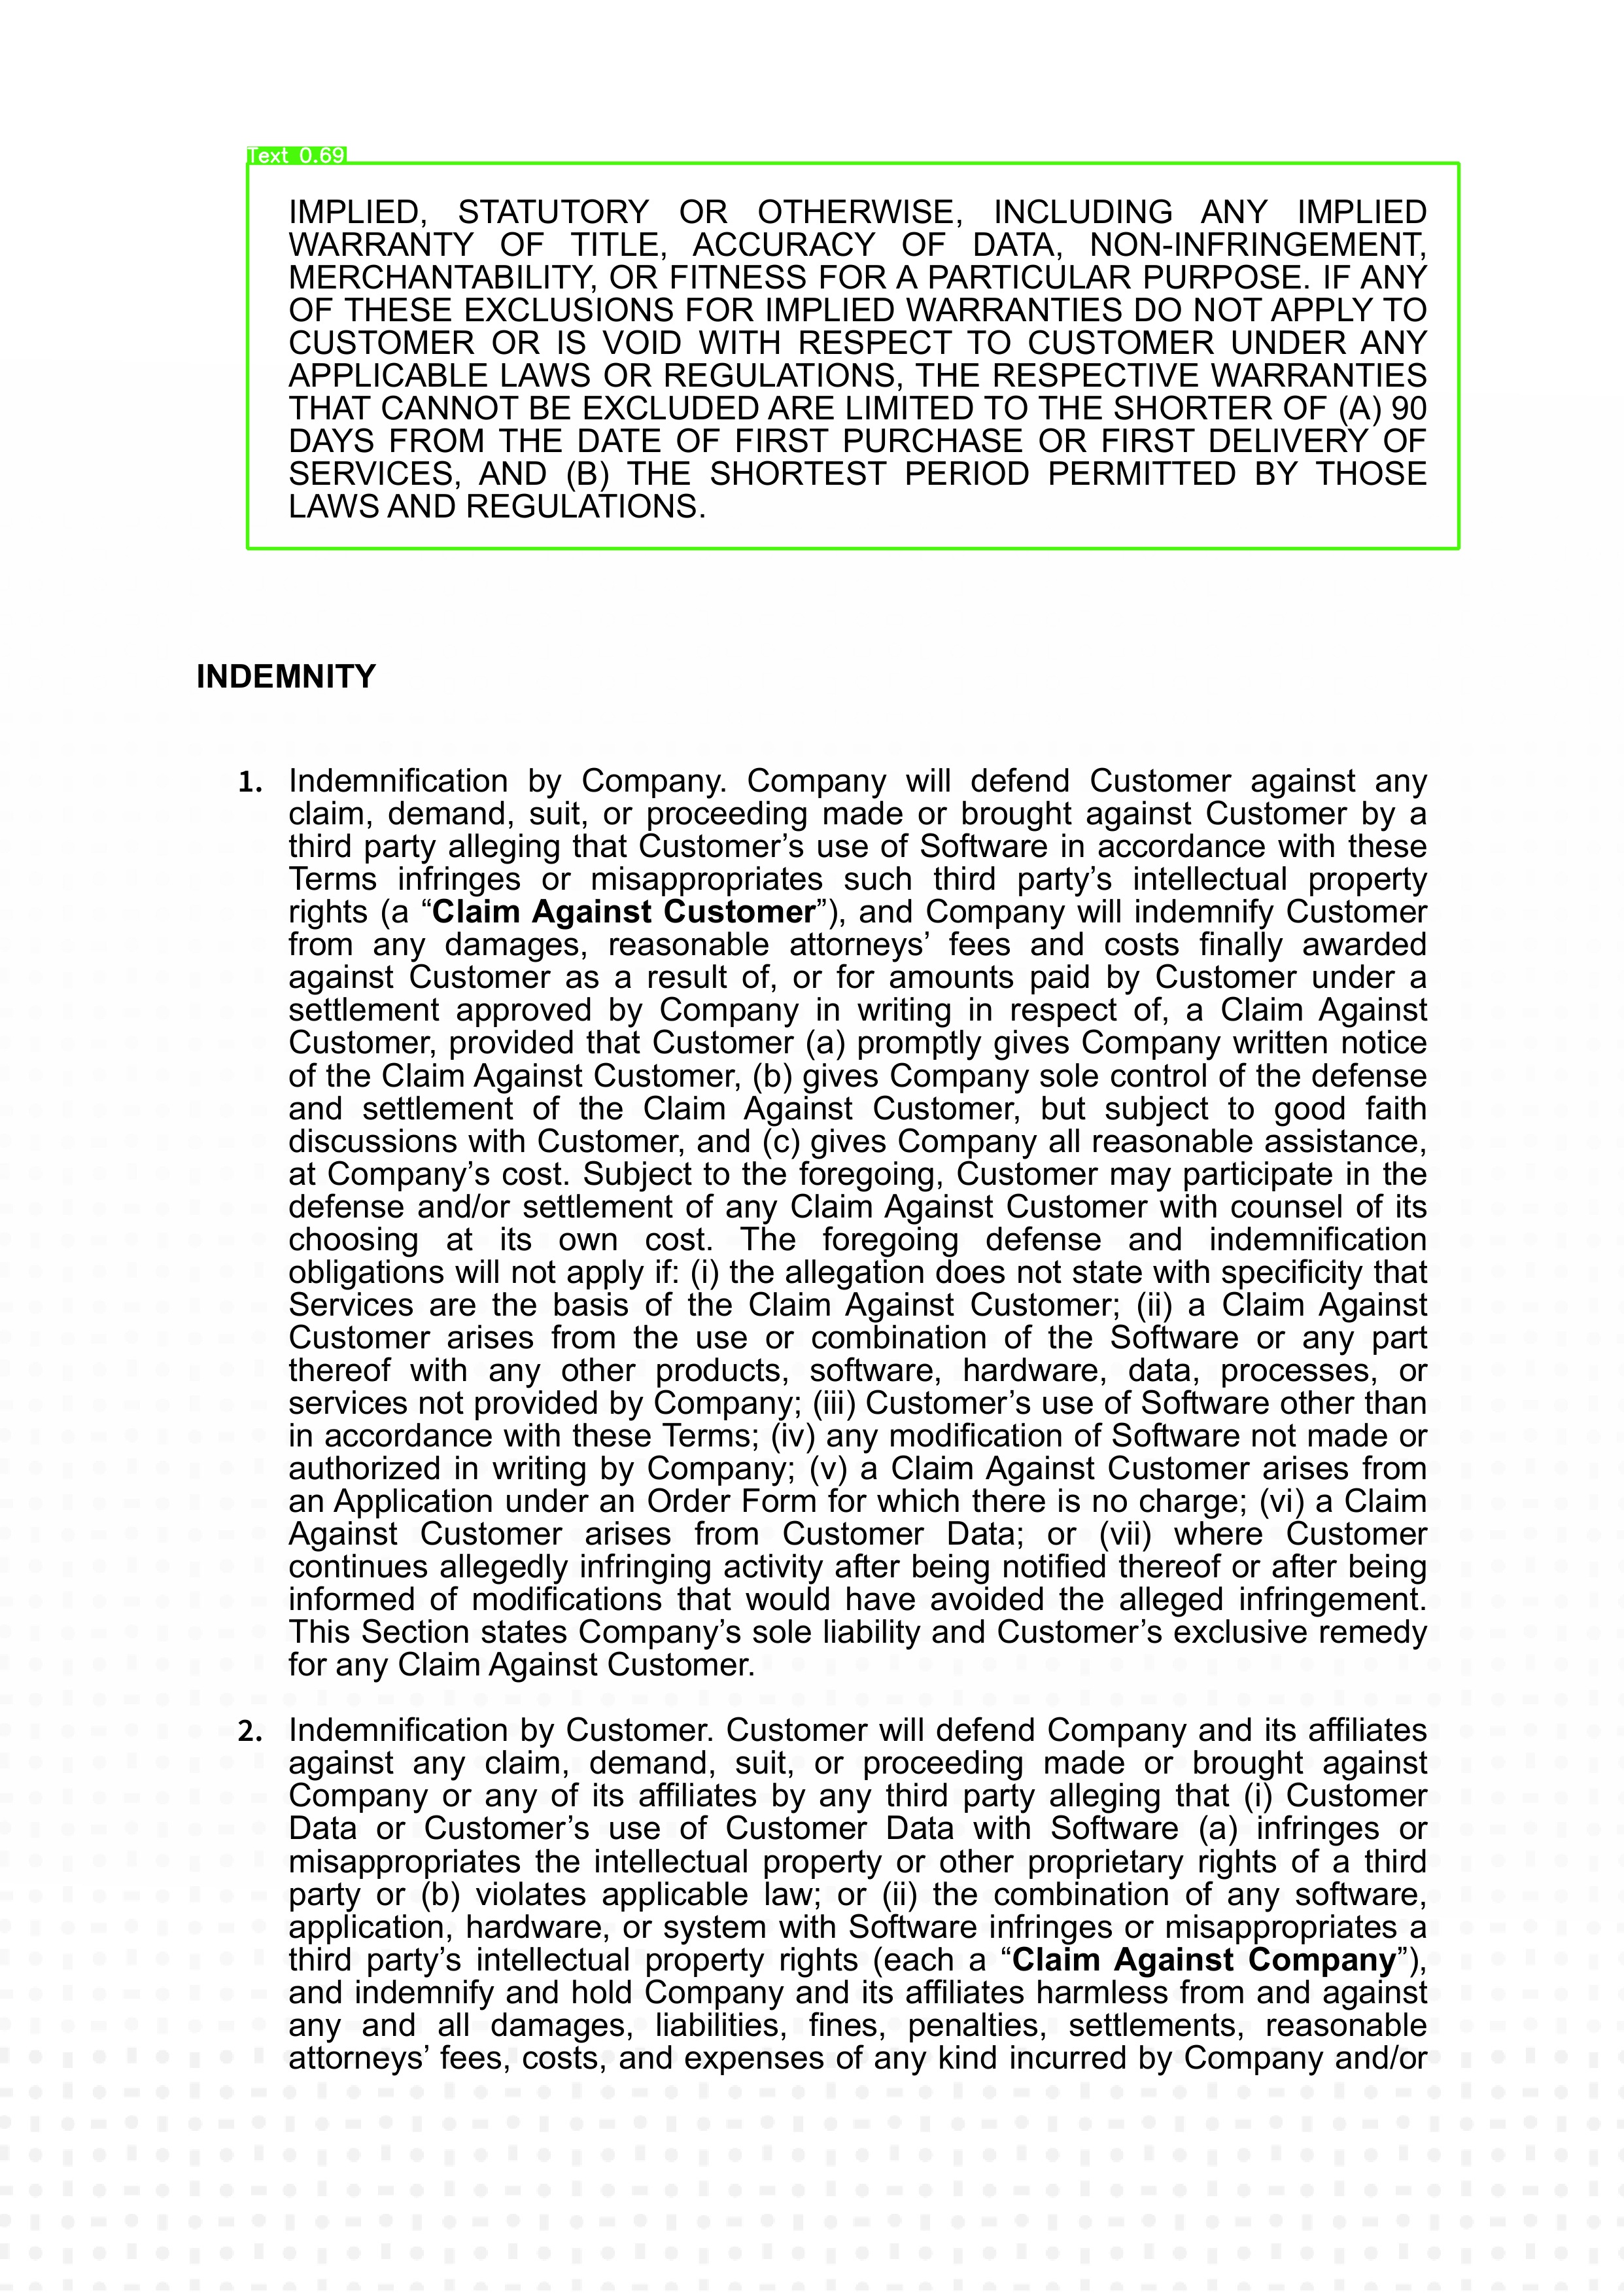 Text 0.69
IMPLIED, STATUTORY OR OTHERWISE, INCLUDING ANY IMPLIED
WARRANTY OF TITLE, ACCURACY OF DATA, NON-INFRINGEMENT,
MERCHANTABILITY, OR FITNESS FOR A PARTICULAR PURPOSE. IF ANY
OF THESE EXCLUSIONS FOR IMPLIED WARRANTIES DO NOT APPLY TO
CUSTOMER OR IS VOID WITH RESPECT TO CUSTOMER UNDER ANY
APPLICABLE LAWS OR REGULATIONS, THE RESPECTIVE WARRANTIES
THAT CANNOT BE EXCLUDED ARE LIMITED TO THE SHORTER OF (A) 90
DAYS FROM THE DATE OF FIRST PURCHASE OR FIRST DELIVERY OF
SERVICES, AND (B) THE SHORTEST PERIOD PERMITTED BY THOSE
LAWS AND REGULATIONS.
INDEMNITY
1. Indemnification by Company. Company will defend Customer against any
claim, demand, suit, or proceeding made or brought against Customer by a
third party alleging that Customer’s use of Software in accordance with these
Terms infringes or misappropriates such third party’s intellectual property
rights (a “Claim Against Customer”), and Company will indemnify Customer
from any damages, reasonable attorneys’ fees and costs finally awarded
against Customer as a result of, or for amounts paid by Customer under a
settlement approved by Company in writing in respect of, a Claim Against
Customer, provided that Customer (a) promptly gives Company written notice
of the Claim Against Customer, (b) gives Company sole control of the defense
and settlement of the Claim Against Customer, but subject to good faith
discussions with Customer, and (c) gives Company all reasonable assistance,
at Company’s cost. Subject to the foregoing, Customer may participate in the
defense and/or settlement of any Claim Against Customer with counsel of its
choosing at its own cost. The foregoing defense and indemnification
obligations will not apply if: (i) the allegation does not state with specificity that
Services are the basis of the Claim Against Customer; (ii) a Claim Against
Customer arises from the use or combination of the Software or any part
thereof with any other products, software, hardware, data, processes, or
services not provided by Company; (iii) Customer’s use of Software other than
in accordance with these Terms; (iv) any modification of Software not made or
authorized in writing by Company; (v) a Claim Against Customer arises from
an Application under an Order Form for which there is no charge; (vi) a Claim
Against Customer arises from Customer Data; or (vii) where Customer
continues allegedly infringing activity after being notified thereof or after being
informed of modifications that would have avoided the alleged infringement.
This Section states Company’s sole liability and Customer’s exclusive remedy
for any Claim Against Customer.
2. Indemnification by Customer. Customer will defend Company and its affiliates
against any claim, demand, suit, or proceeding made or brought against
Company or any of its affiliates by any third party alleging that (i) Customer
Data or Customer’s use of Customer Data with Software (a) infringes or
misappropriates the intellectual property or other proprietary rights of a third
party or (b) violates applicable law; or (ii) the combination of any software,
application, hardware, or system with Software infringes or misappropriates a
third party’s intellectual property rights (each a “Claim Against Company”),
and indemnify and hold Company and its affiliates harmless from and against
any and all damages, liabilities, fines, penalties, settlements, reasonable
attorneys’ fees, costs, and expenses of any kind incurred by Company and/or